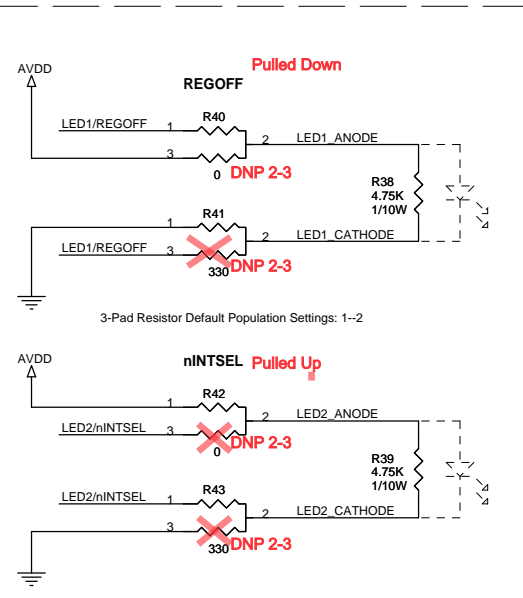 Pulled Down
AVDD
REGOFF
LED1/REGOFF 1 R40
2 LED1_ANODE
3
0 DNP 2-3
R38
4.75K
1/10W
1 R41
2 LED1_CATHODE
LED1/REGOFF 3
330 DNP 2-3
3-Pad Resistor Default Population Settings: 1--2
AVDD
nINTSEL Pulled Up
1 R42
2 LED2_ANODE
LED2/nINTSEL 3
0 DNP 2-3
R39
4.75K
1/10W
LED2/nINTSEL 1 R43
2 LED2_CATHODE
3
330 DNP 2-3